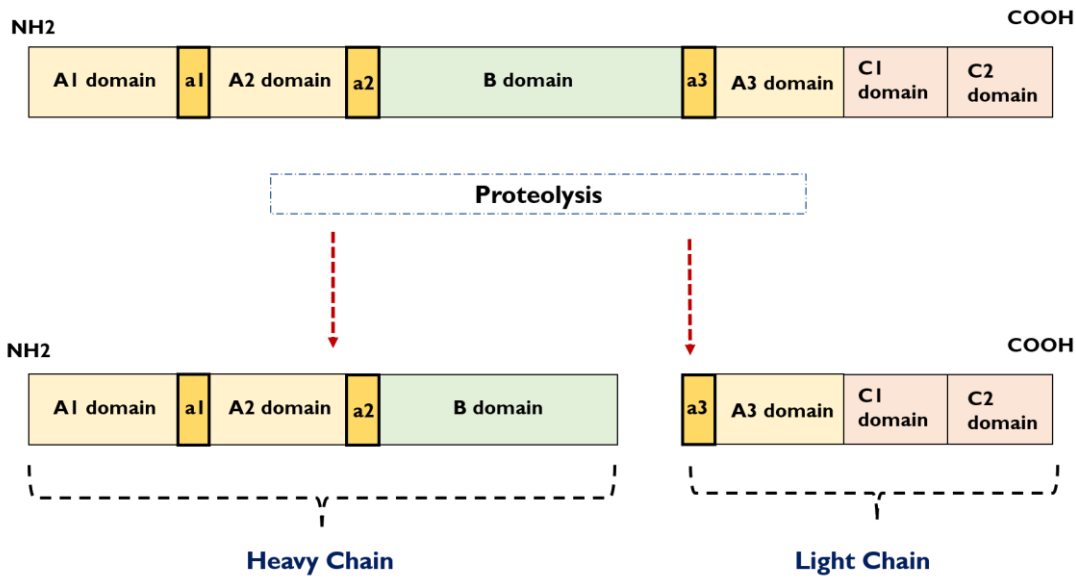 NH2
COOH
A1 domain
a1
A2 domain
a2
B domain
a3
A3 domain
C1
domain
C2
domain
Proteolysis
NH2
COOH
A1 domain
a1
A2 domain
a2
B domain
a3
A3 domain
C1
domain
C2
domain
Heavy Chain
Light Chain